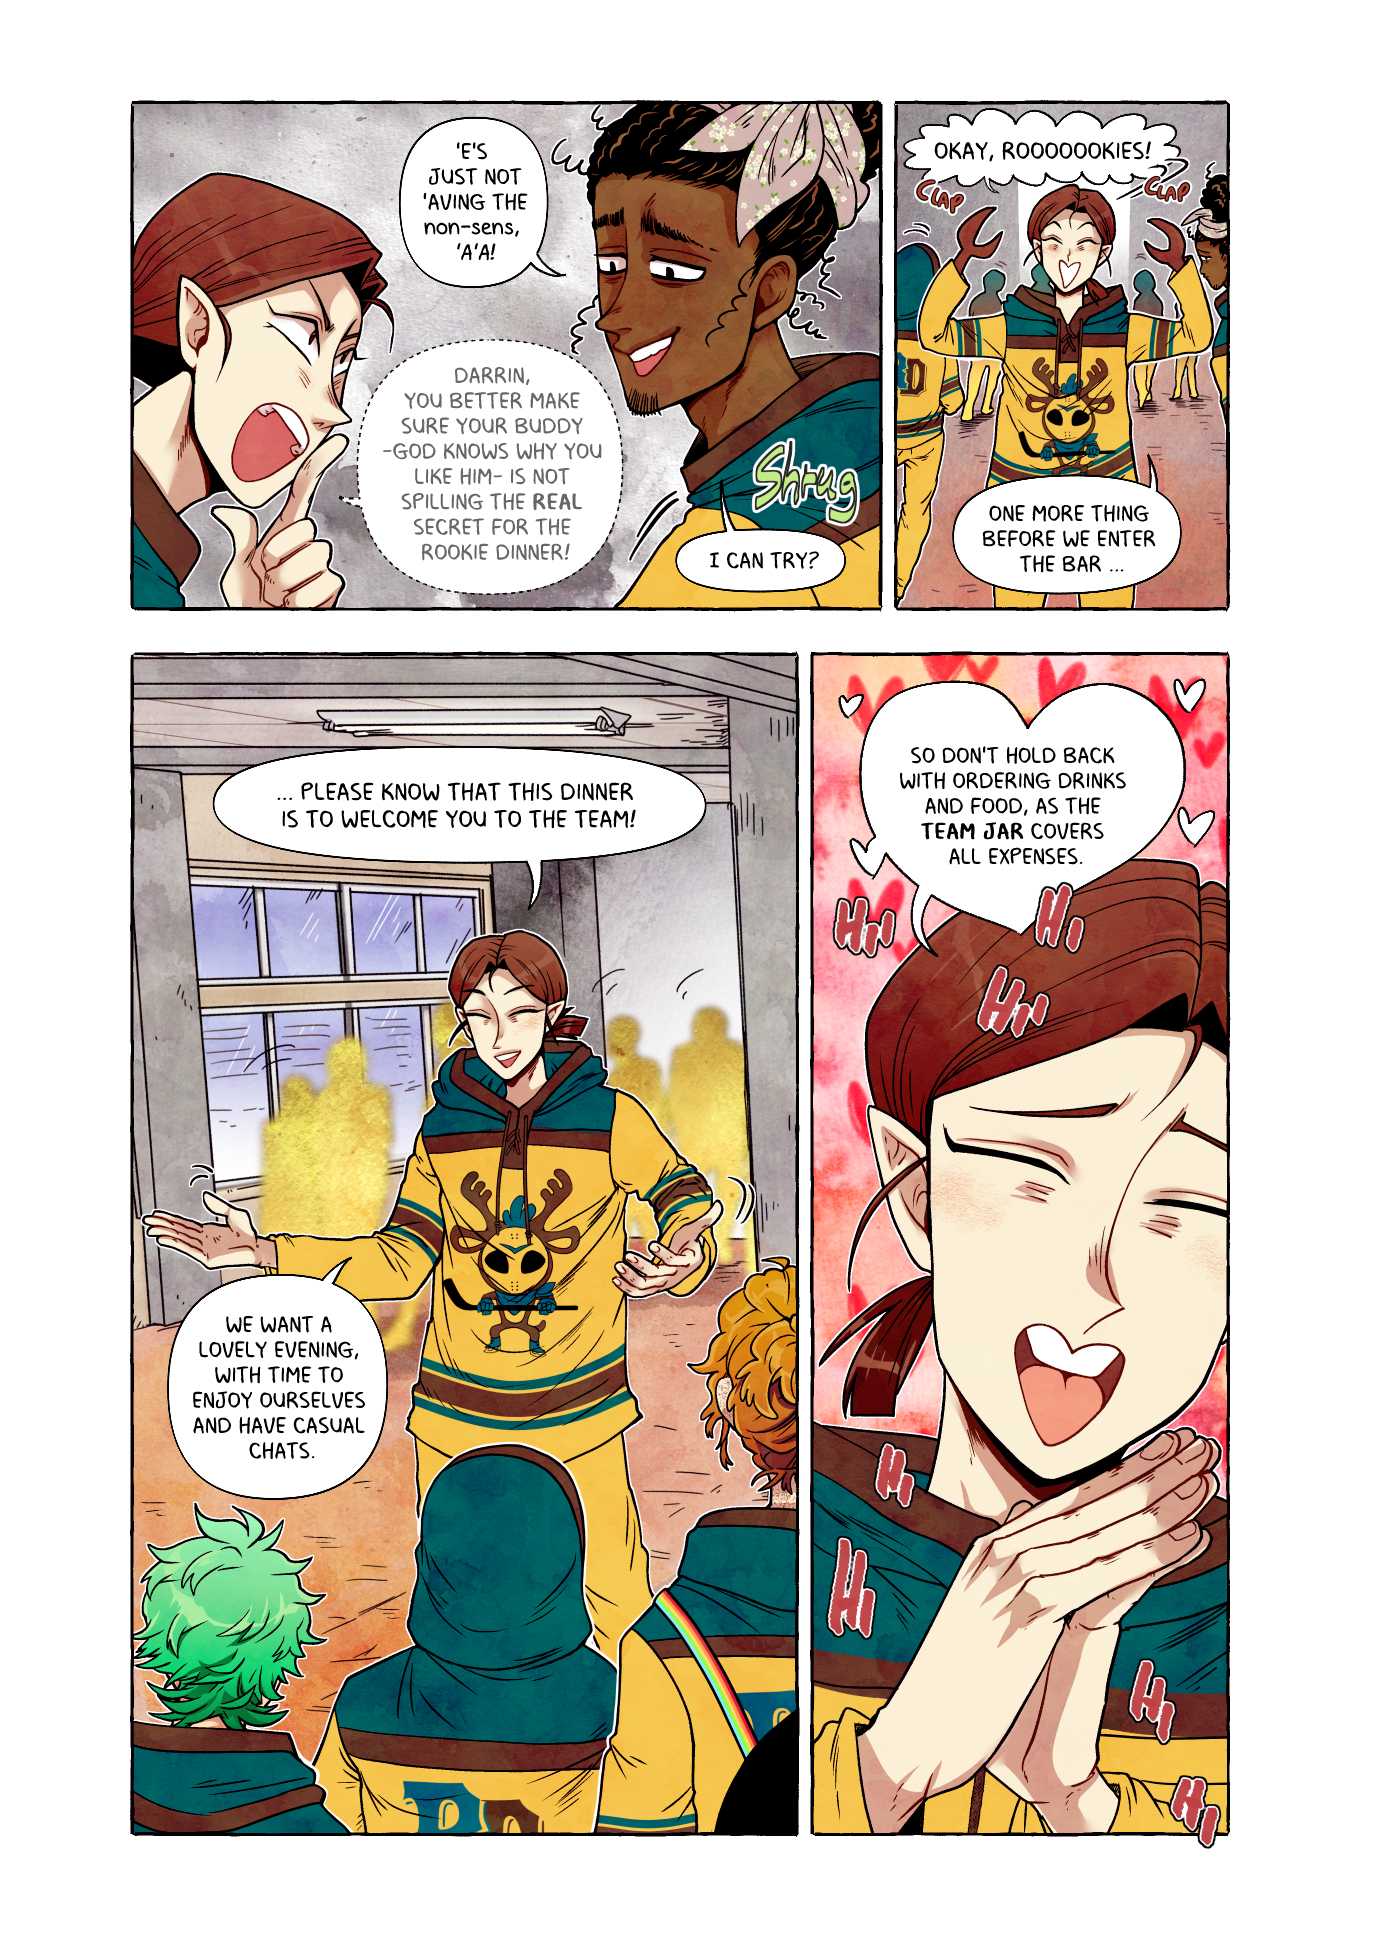 'E'S
JUST NOT
'AVING THE
non-sens,
'A'A!
DARRIN,
YOU BETTER MAKE
SURE YOUR BUDDY
-GOD KNOWS WHY YOU
LIKE HIM- IS NOT
SPILLING THE REAL
SECRET FOR THE
ROOKIE DINNER!
Shrug
I CAN TRY?
OKAY, ROOOOOOKIES!
CLAP
CLAP
D
ONE MORE THING
BEFORE WE ENTER
THE BAR ...
... PLEASE KNOW THAT THIS DINNER
IS TO WELCOME YOU TO THE TEAM!
WE WANT A
LOVELY EVENING,
WITH TIME TO
ENJOY OURSELVES
AND HAVE CASUAL
CHATS.
SO DON'T HOLD BACK
WITH ORDERING DRINKS
AND FOOD, AS THE
TEAM JAR COVERS
ALL EXPENSES.
Hi
Hi
Hi
Hi
Hi
Hi
Hi